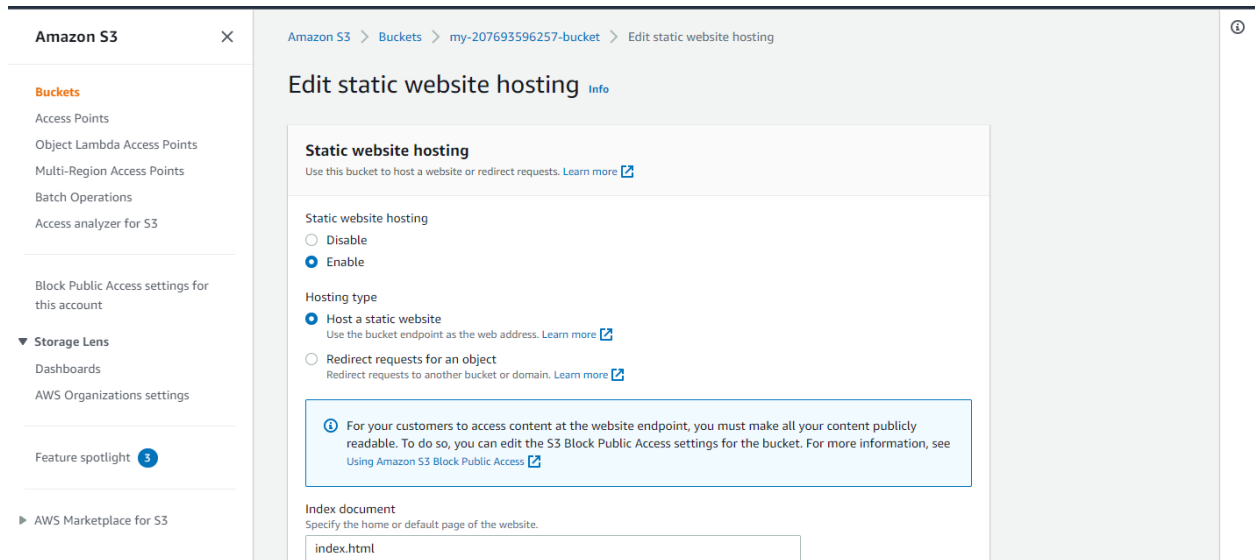 Amazon S3
Amazon S3 > Buckets > my-207693596257-bucket > Edit static website hosting
Buckets
Access Points
Object Lambda Access Points
Multi-Region Access Points
Batch Operations
Access analyzer for S3
Block Public Access settings for
this account
Storage Lens
Dashboards
AWS Organizations settings
Feature spotlight 3
AWS Marketplace for S3
Edit static website hosting Info
Static website hosting
Use this bucket to host a website or redirect requests. Learn more
Static website hosting
Disable
Enable
Hosting type
Host a static website
Use the bucket endpoint as the web address. Learn more
Redirect requests for an object
Redirect requests to another bucket or domain. Learn more
For your customers to access content at the website endpoint, you must make all your content publicly
readable. To do so, you can edit the S3 Block Public Access settings for the bucket. For more information, see
Using Amazon S3 Block Public Access
Index document
Specify the home or default page of the website.
index.html